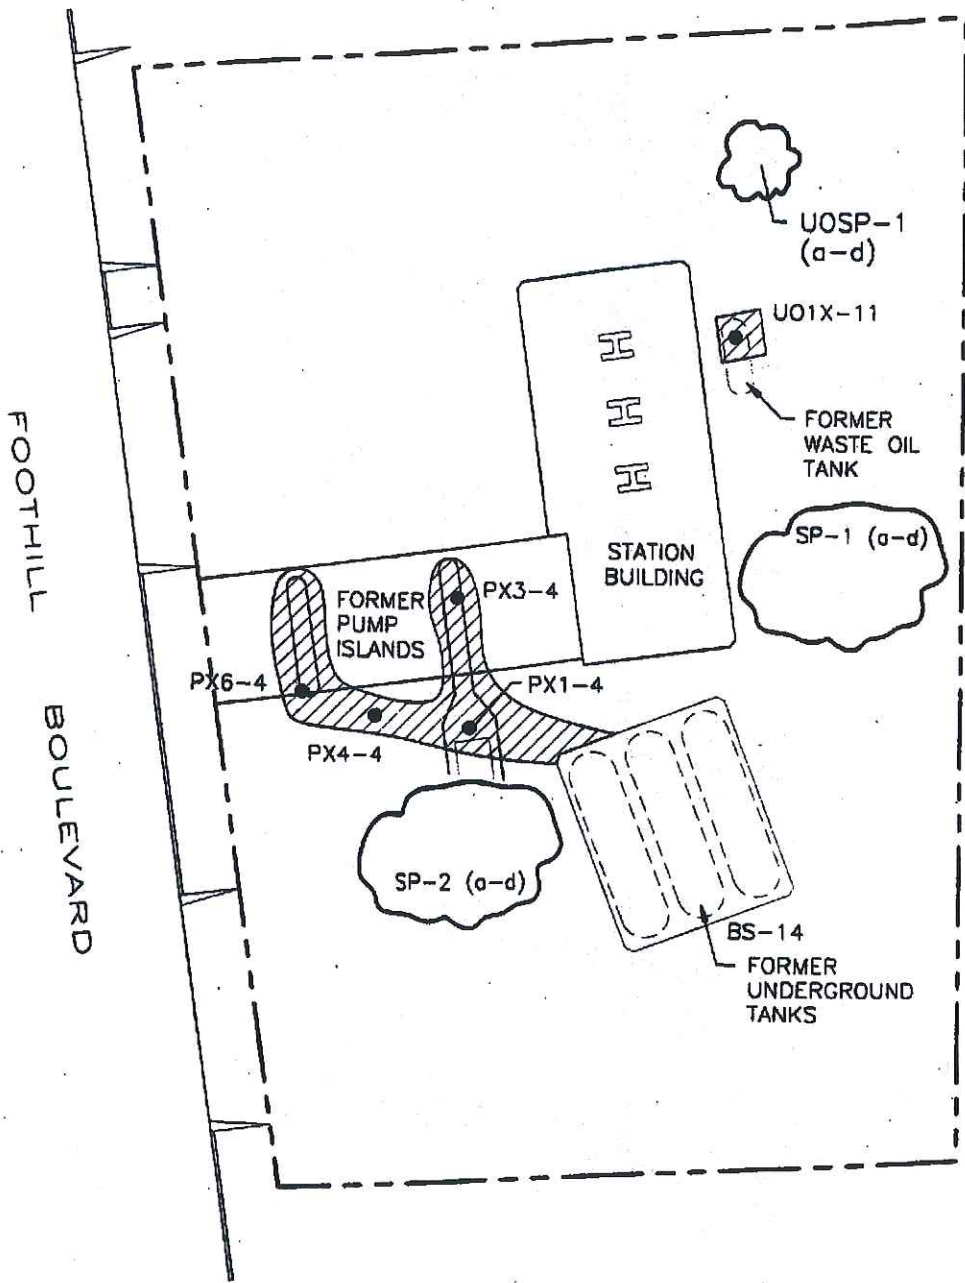 UOSP-1
(a-d)
UO1X-11
FORMER
WASTE OIL
TANK
SP-1 (a-d)
STATION
BUILDING
FORMER
PUMP
ISLANDS
PX3-4
PX6-4
PX1-4
PX4-4
SP-2 (a-d)
BS-14
FORMER
UNDERGROUND
TANKS
FOOTHILL BOULEVARD